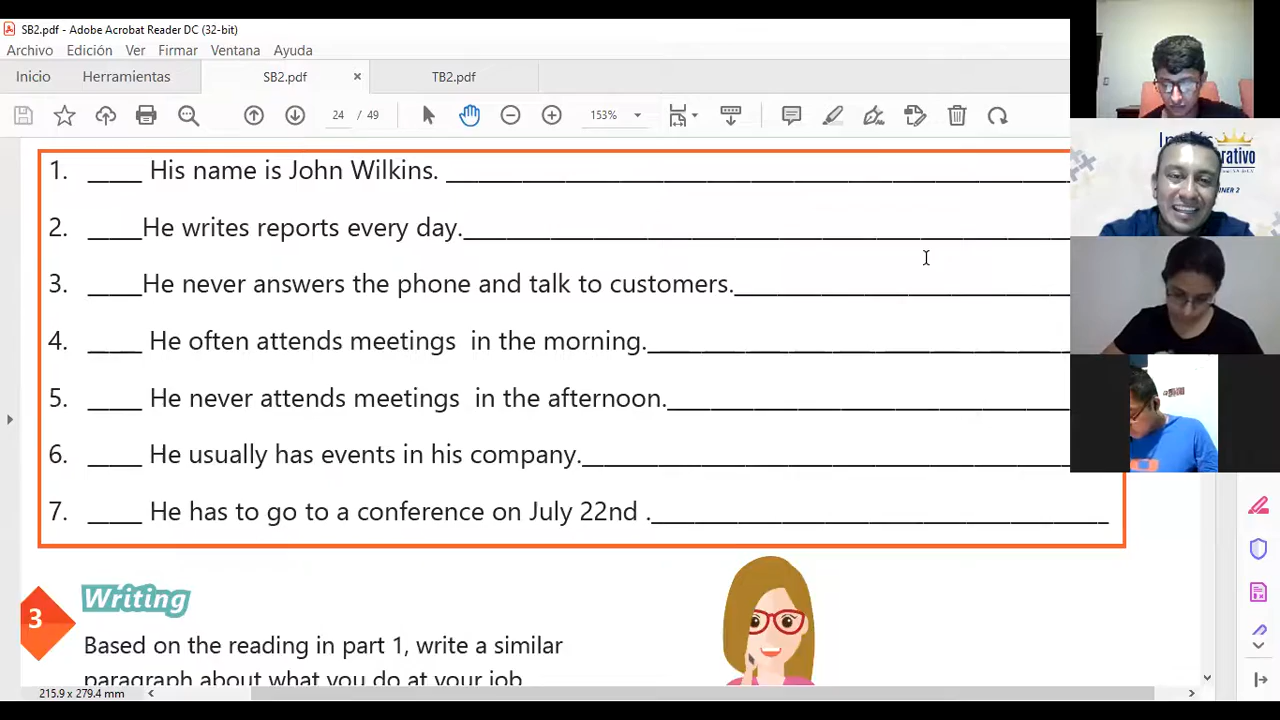 SB2.pdf - Adobe Acrobat Reader DC (32-bit)
Archivo Edición Ver Firmar Ventana Ayuda
Inicio Herramientas SB2.pdf × TB2.pdf
24 / 49 153%
1. ____ His name is John Wilkins. ____
2. ____He writes reports every day.____
3. ____He never answers the phone and talk to customers.____
4. ____ He often attends meetings in the morning.____
5. ____ He never attends meetings in the afternoon.____
6. ____ He usually has events in his company.____
7. ____ He has to go to a conference on July 22nd .____
3 Writing
Based on the reading in part 1, write a similar
paragraph about what you do at your job
215.9 x 279.4 mm